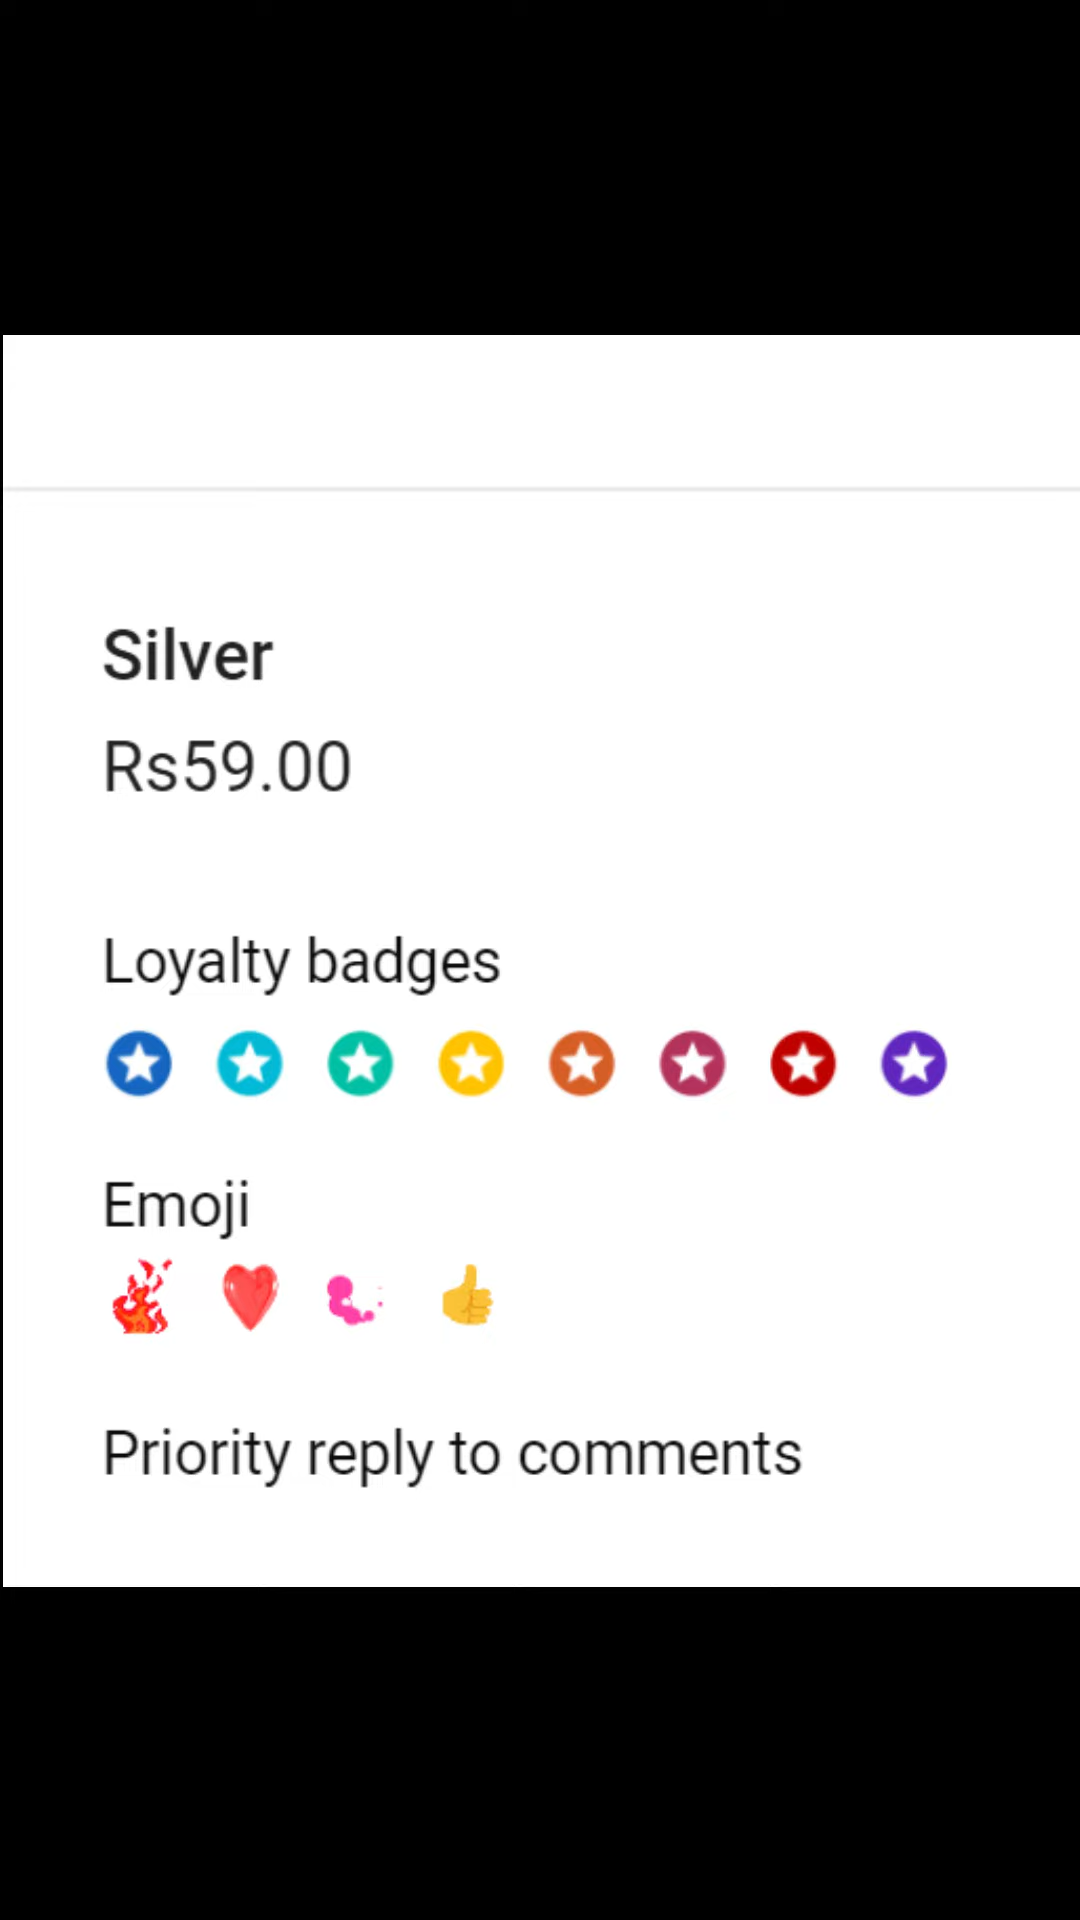 Silver
Rs59.00
Loyalty badges
Emoji
Priority reply to comments